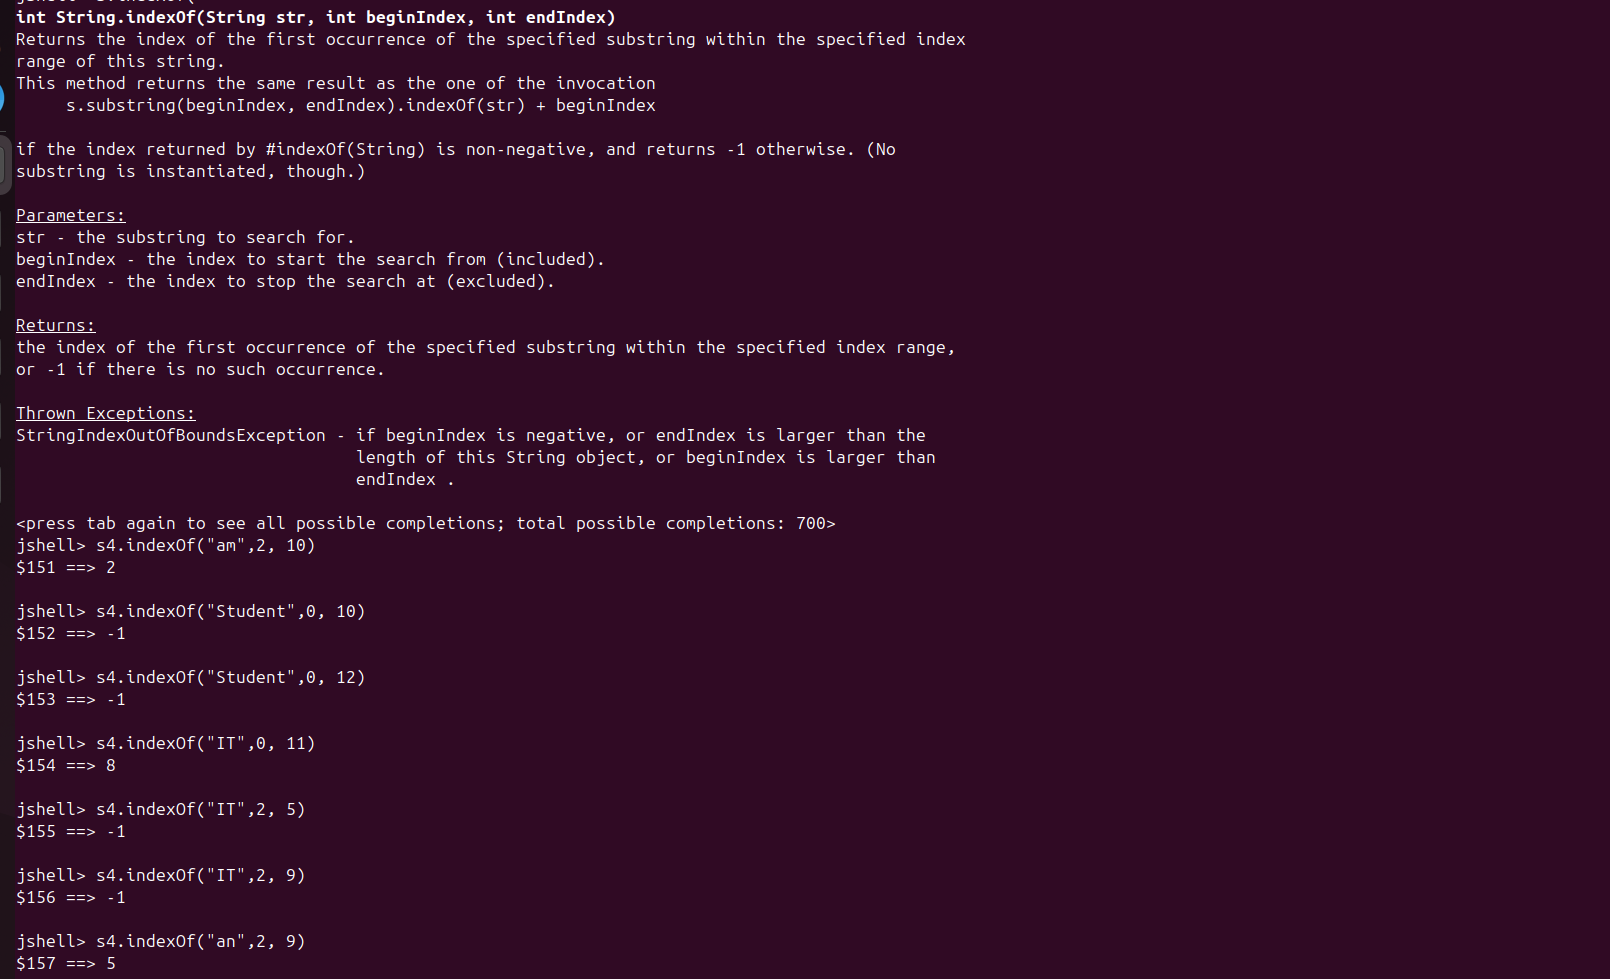 int String.indexOf(String str, int beginIndex, int endIndex)
Returns the index of the first occurrence of the specified substring within the specified index
range of this string.
This method returns the same result as the one of the invocation
s.substring(beginIndex, endIndex).indexOf(str) + beginIndex
if the index returned by #indexOf(String) is non-negative, and returns -1 otherwise. (No
substring is instantiated, though.)
Parameters:
str - the substring to search for.
beginIndex - the index to start the search from (included).
endIndex - the index to stop the search at (excluded).
Returns:
the index of the first occurrence of the specified substring within the specified index range,
or -1 if there is no such occurrence.
Thrown Exceptions:
StringIndexOutOfBoundsException - if beginIndex is negative, or endIndex is larger than the
length of this String object, or beginIndex is larger than
endIndex .
<press tab again to see all possible completions; total possible completions: 700>
jshell> s4.indexOf("am",2, 10)
$151 ==> 2
jshell> s4.indexOf("Student",0, 10)
$152 ==> -1
jshell> s4.indexOf("Student",0, 12)
$153 ==> -1
jshell> s4.indexOf("IT",0, 11)
$154 ==> 8
jshell> s4.indexOf("IT",2, 5)
$155 ==> -1
jshell> s4.indexOf("IT",2, 9)
$156 ==> -1
jshell> s4.indexOf("an",2, 9)
$157 ==> 5